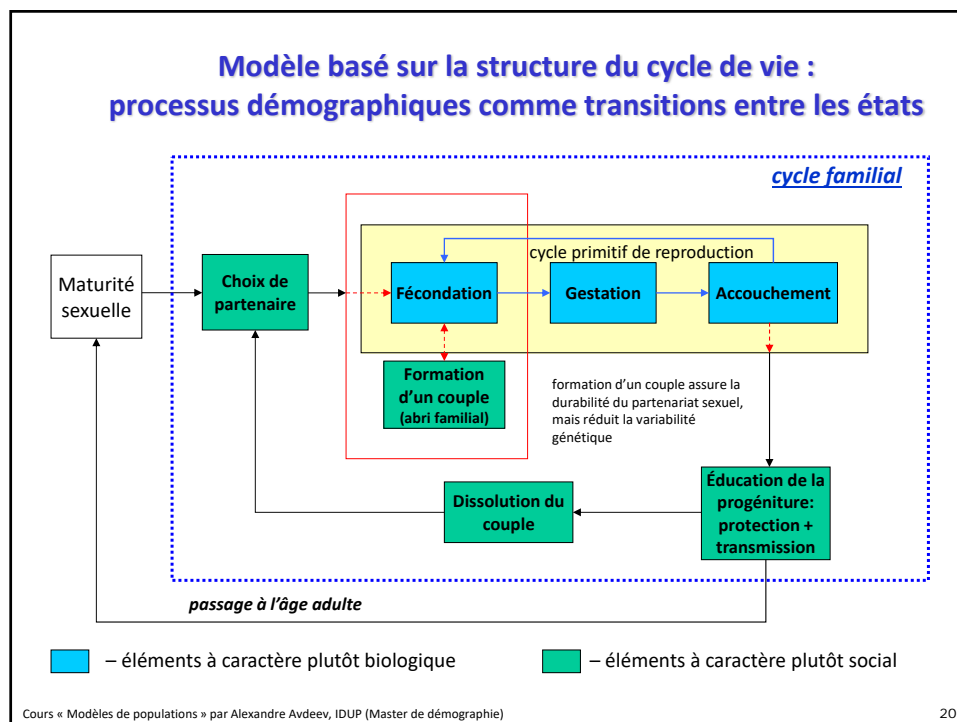 Modèle basé sur la structure du cycle de vie :
processus démographiques comme transitions entre les états
cycle familial
cycle primitif de reproduction
Maturité
sexuelle
Choix de
partenaire
Fécondation
Gestation
Accouchement
Formation
d'un couple
(abri familial)
formation d'un couple assure la
durabilité du partenariat sexuel,
mais réduit la variabilité
génétique
Dissolution du
couple
Éducation de la
progéniture:
protection +
transmission
passage à l'âge adulte
– éléments à caractère plutôt biologique
– éléments à caractère plutôt social
Cours « Modèles de populations » par Alexandre Avdeev, IDUP (Master de démographie)
20